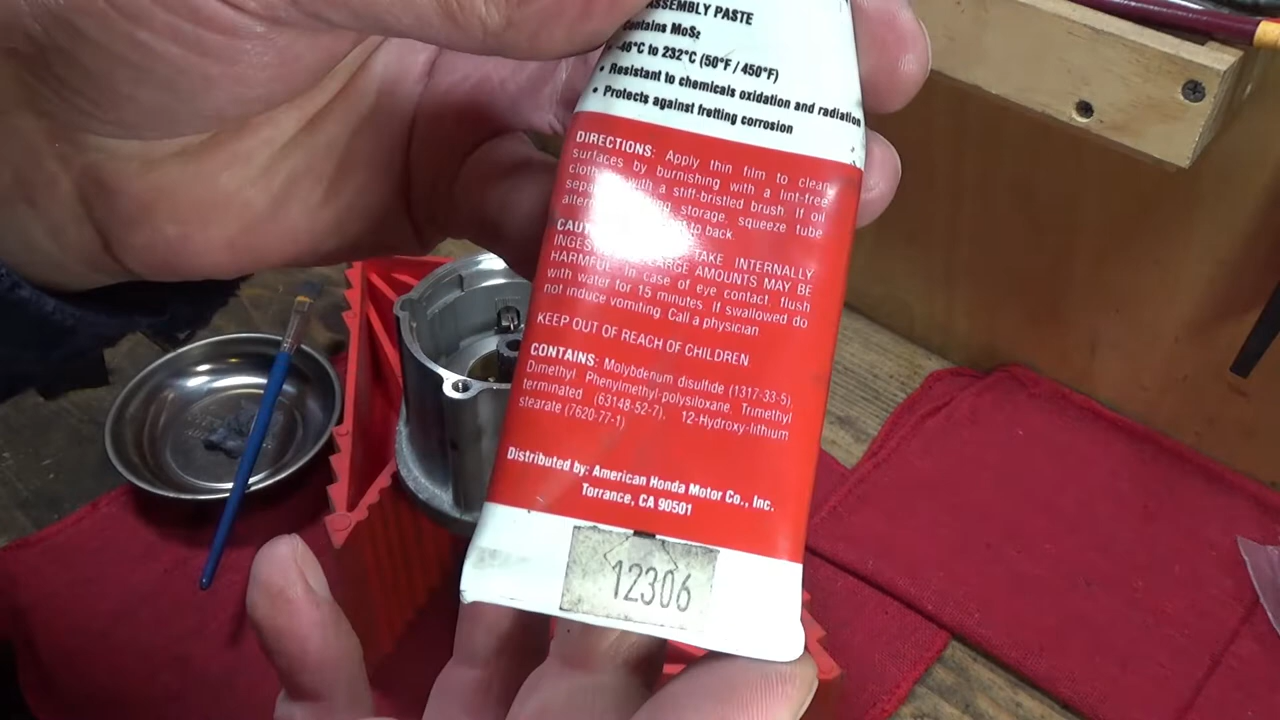 ASSEMBLY PASTE
Contains MoS₂
• -46°C to 232°C (50°F / 450°F)
• Resistant to chemicals oxidation and radiation
• Protects against fretting corrosion
DIRECTIONS: Apply thin film to clean
surfaces by burnishing with a lint-free
cloth with a stiff-bristled brush. If oil
storage, squeeze tube
to back.
TAKE INTERNALLY
LARGE AMOUNTS MAY BE
HARMFUL. In case of eye contact, flush
with water for 15 minutes. If swallowed do
not induce vomiting. Call a physician
KEEP OUT OF REACH OF CHILDREN
CONTAINS: Molybdenum disulfide (1317-33-5),
Dimethyl Phenylmethyl-polysiloxane, Trimethyl
terminated (63148-52-7), 12-Hydroxy-lithium
stearate (7620-77-1)
Distributed by: American Honda Motor Co., Inc.
Torrance, CA 90501
12306